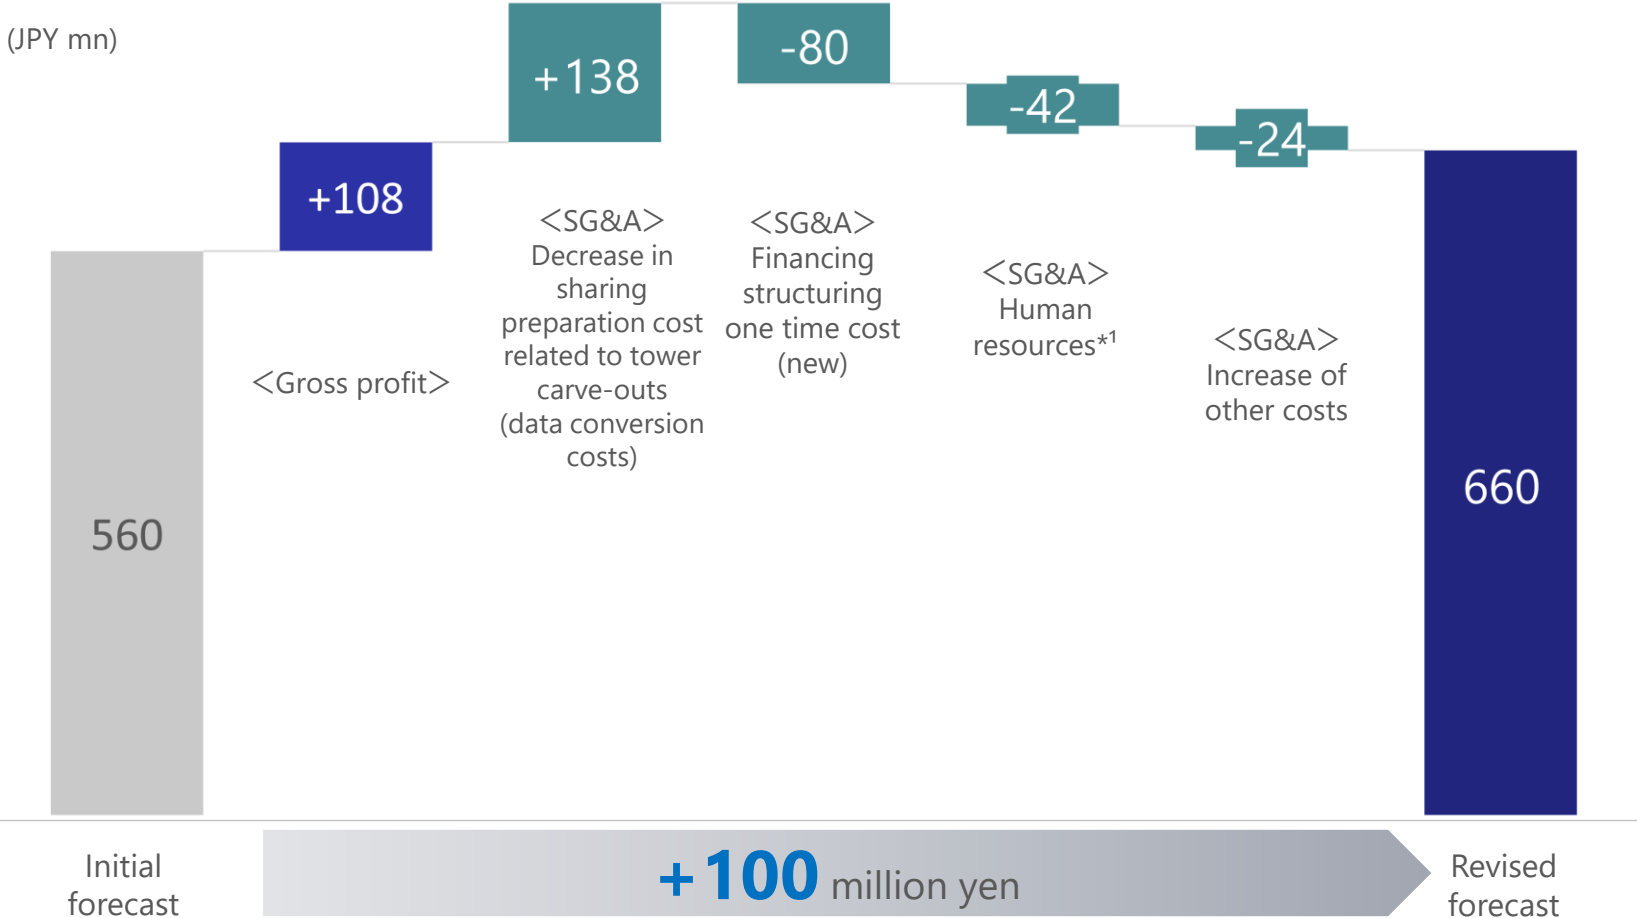 (JPY mn)
+108
+138
-80
-42
-24
560
660
<Gross profit>
<SG&A>
Decrease in
sharing
preparation cost
related to tower
carve-outs
(data conversion
costs)
<SG&A>
Financing
structuring
one time cost
(new)
<SG&A>
Human
resources*¹
<SG&A>
Increase of
other costs
Initial
forecast
+100 million yen
Revised
forecast